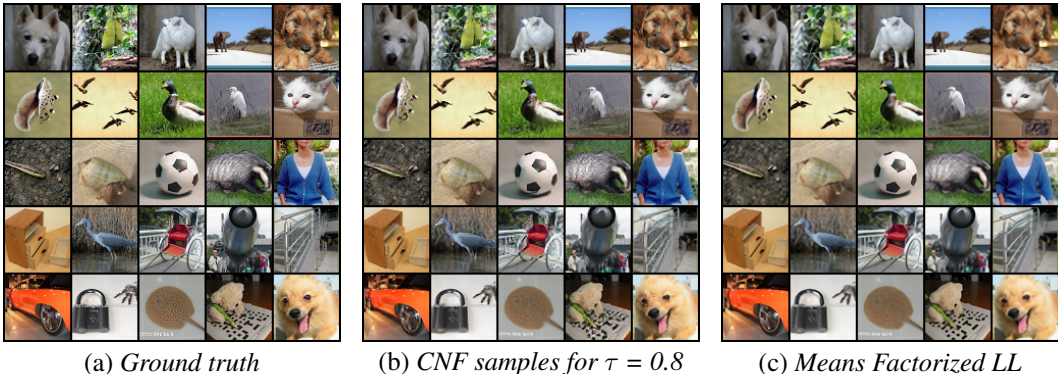 (a) Ground truth
(b) CNF samples for τ = 0.8
(c) Means Factorized LL